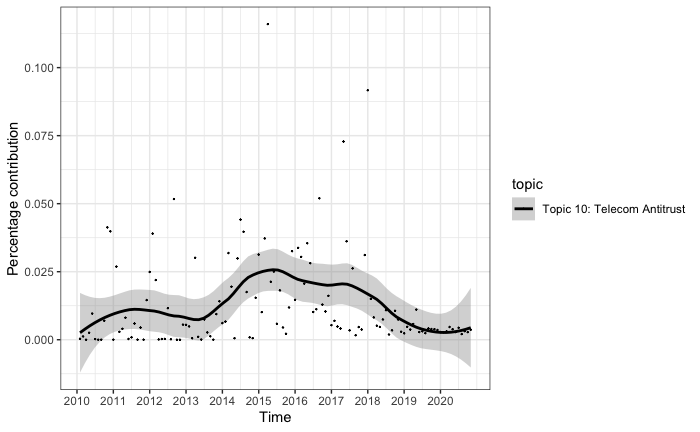 0.100
0.075
0.050
0.025
0.000
Percentage contribution
2010 2011 2012 2013 2014 2015 2016 2017 2018 2019 2020
Time
topic
Topic 10: Telecom Antitrust